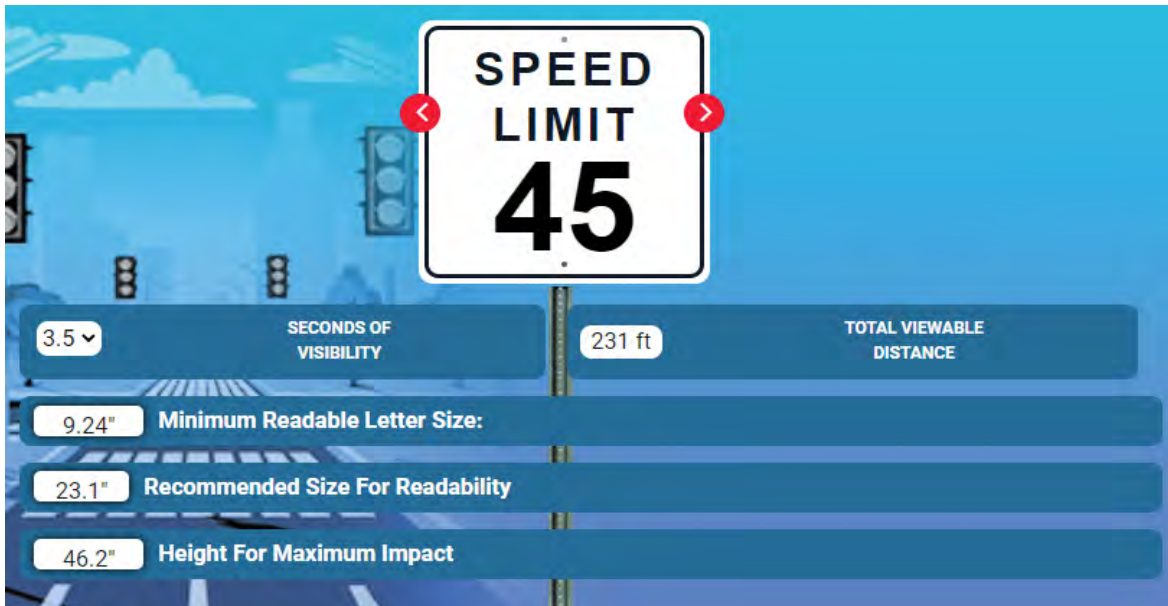 SPEED
LIMIT
45
3.5
SECONDS OF
VISIBILITY
231 ft
TOTAL VIEWABLE
DISTANCE
9.24" Minimum Readable Letter Size:
23.1" Recommended Size For Readability
46.2" Height For Maximum Impact